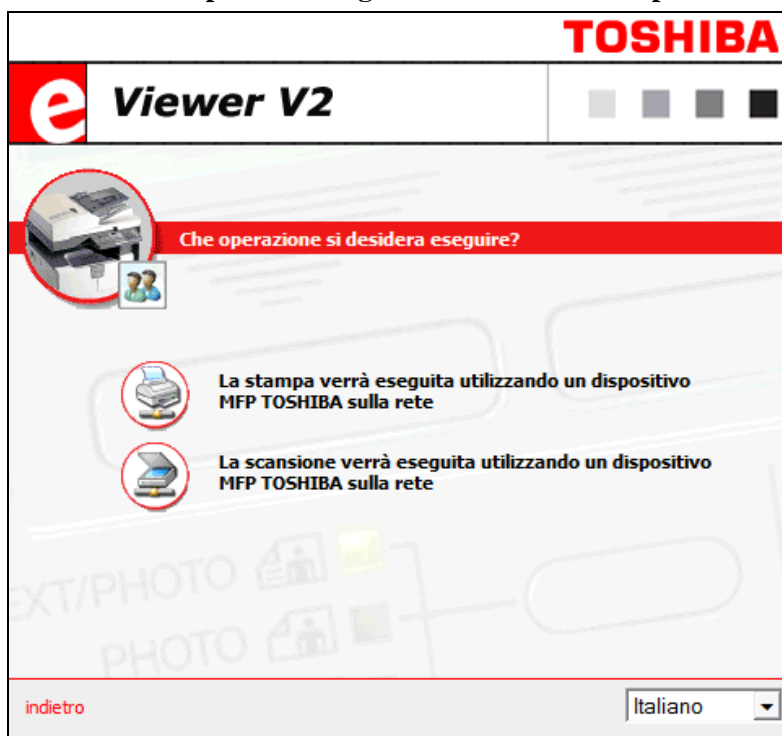 TOSHIBA
e
Viewer V2
Che operazione si desidera eseguire?
La stampa verrà eseguita utilizzando un dispositivo
MFP TOSHIBA sulla rete
La scansione verrà eseguita utilizzando un dispositivo
MFP TOSHIBA sulla rete
EXT/PHOTO
PHOTO
indietro
Italiano